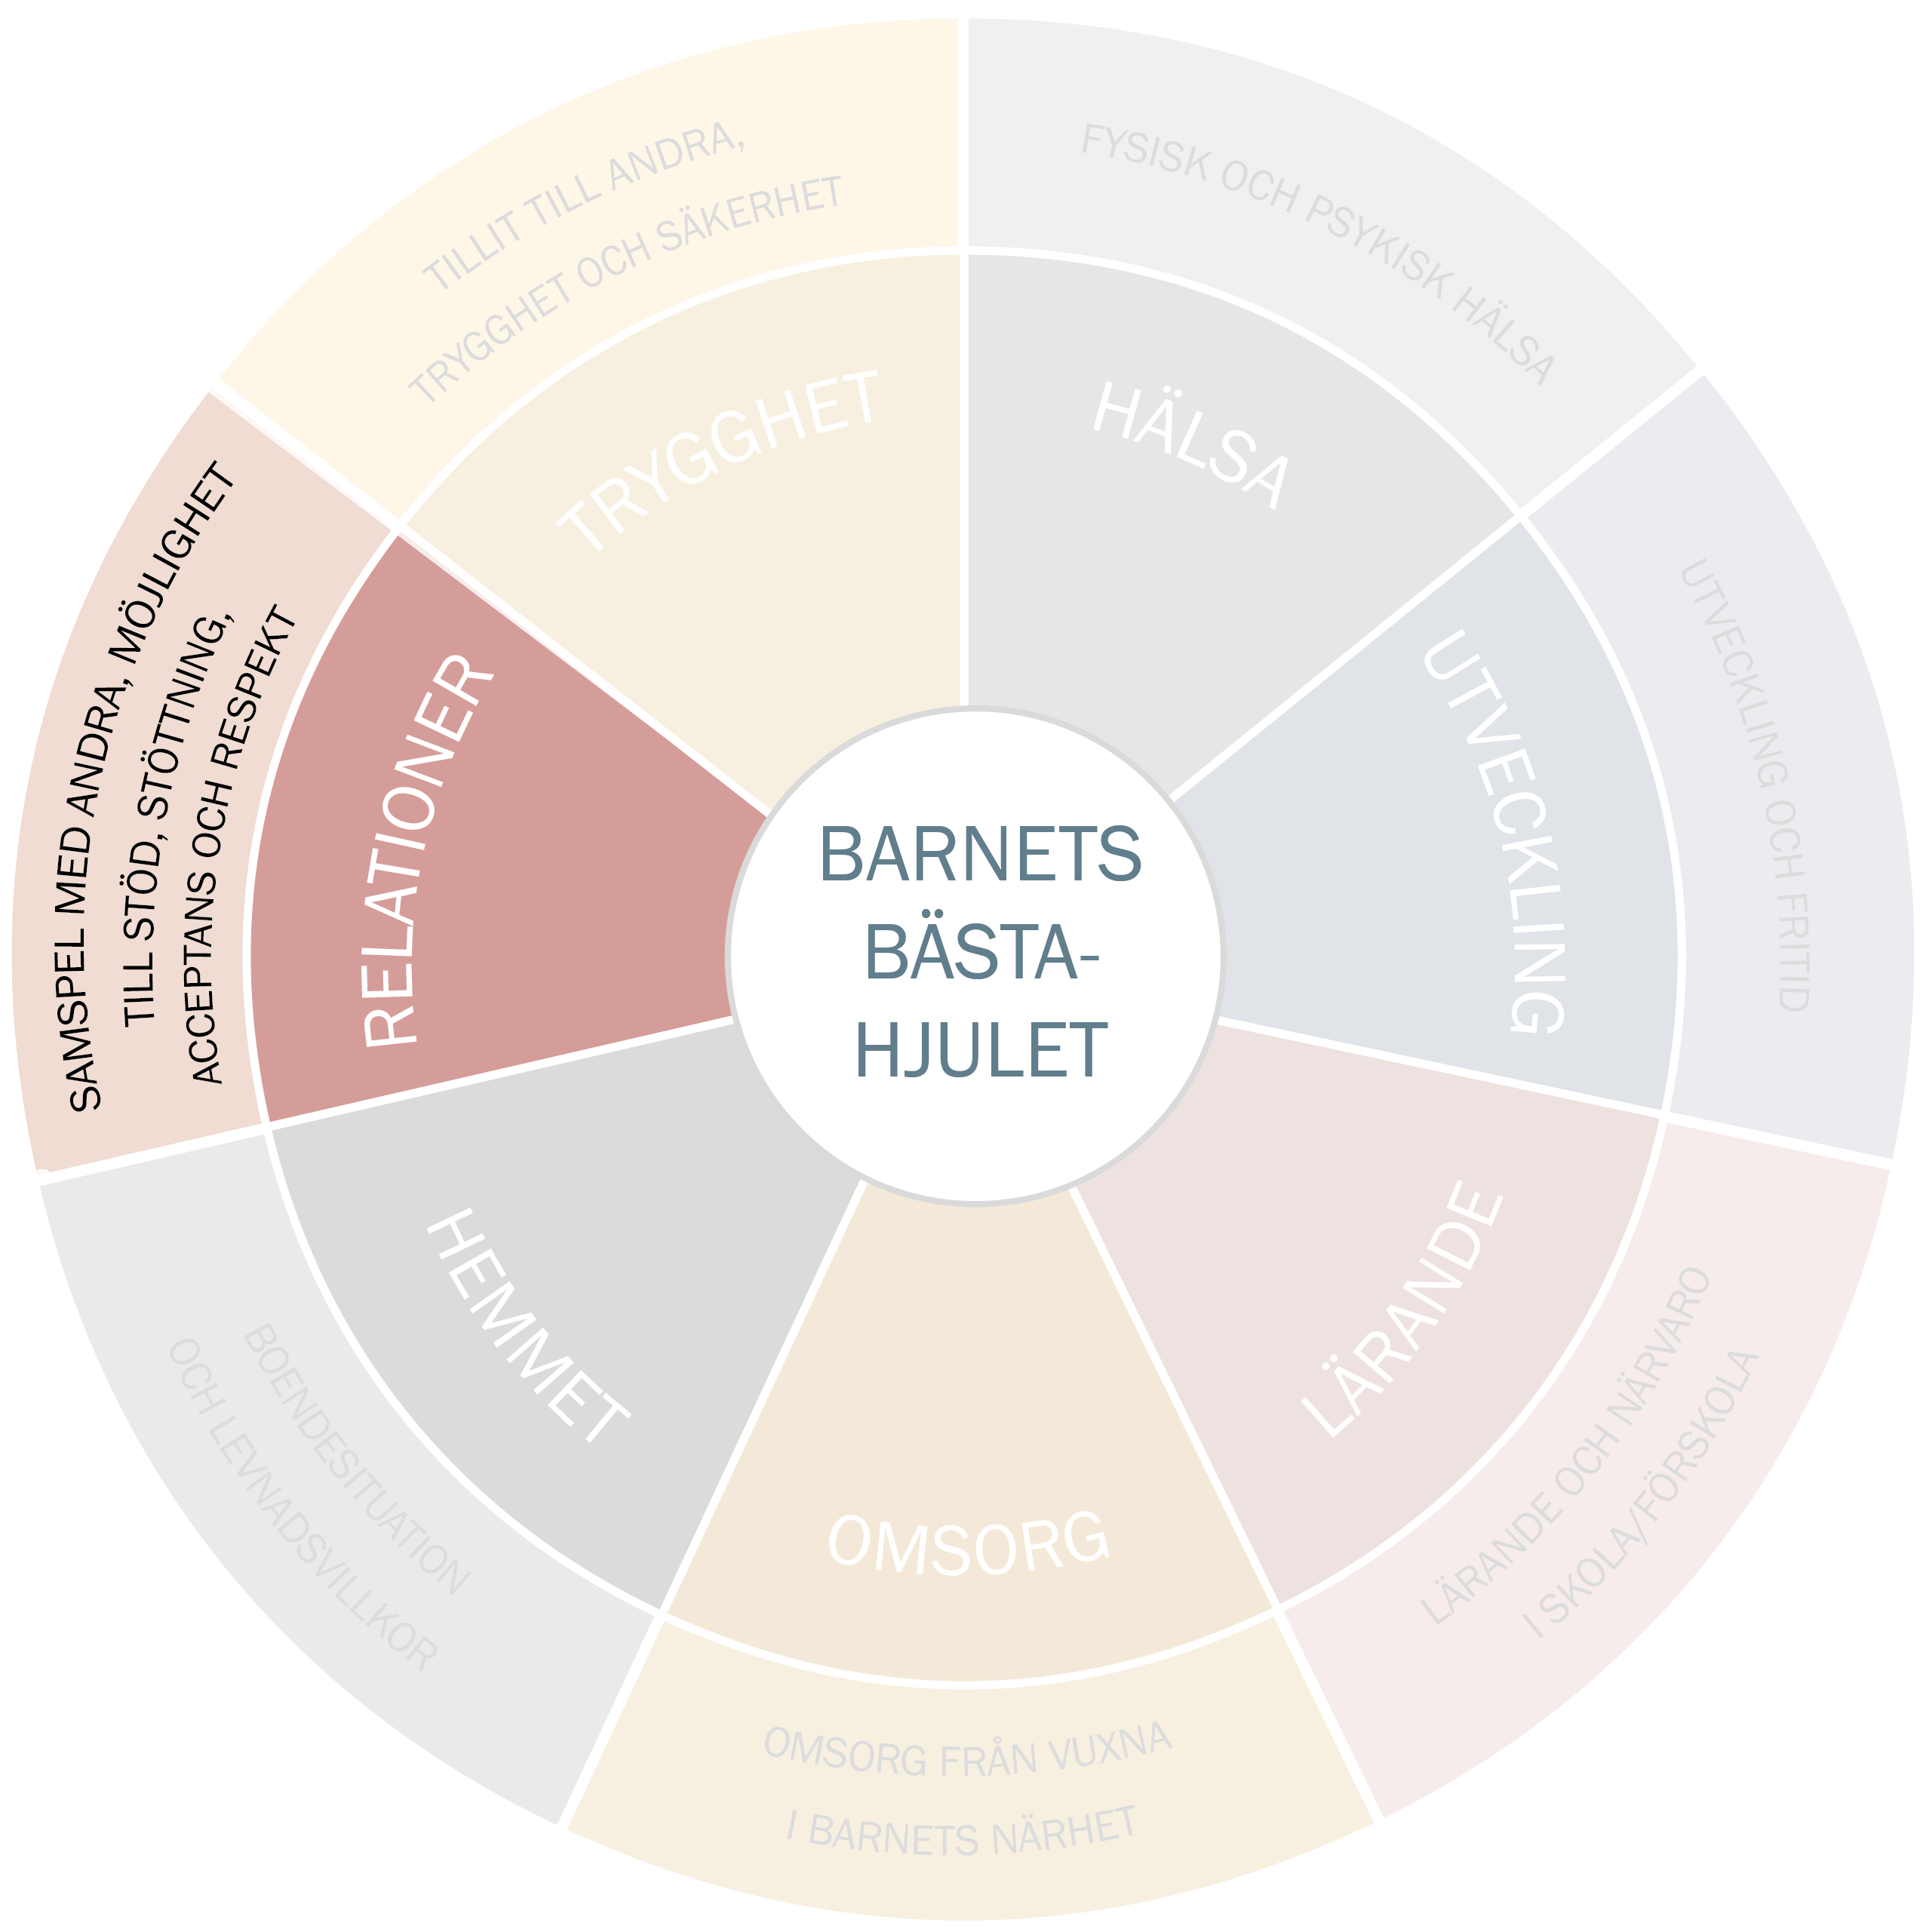 BARNETS
BÄSTA-
HJULET
HÄLSA
FYSISK OCH PSYKISK HÄLSA
UTVECKLING
UTVECKLING OCH FRITID
LÄRANDE
LÄRANDE OCH NÄRVARO
I SKOLA/FÖRSKOLA
OMSORG
OMSORG FRÅN VUXNA
I BARNETS NÄRHET
HEMMET
BOENDESITUATION
OCH LEVNADSVILLKOR
RELATIONER
SAMSPEL MED ANDRA, MÖJLIGHET
TILL STÖD, STÖTTNING,
ACCEPTANS OCH RESPEKT
TRYGGHET
TILLIT TILL ANDRA,
TRYGGHET OCH SÄKERHET